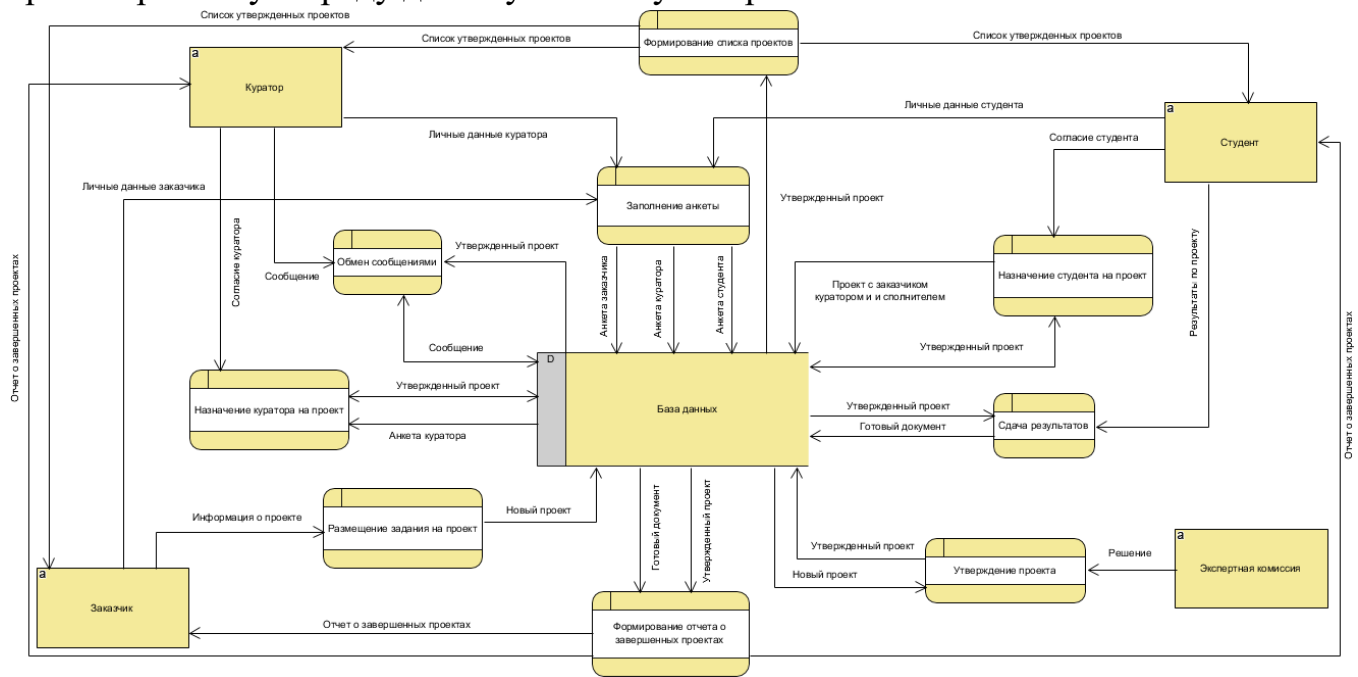 Список утвержденных проектов
Формирование списка проектов
Список утвержденных проектов
Список утвержденных проектов
a
Куратор
Личные данные студента
a
Студент
Личные данные куратора
Согласие студента
Личные данные заказчика
Заполнение анкеты
Утвержденный проект
Согласие куратора
Обмен сообщениями
Утвержденный проект
Сообщение
Назначение студента на проект
Отчет о завершенных проектах
Анкета заказчика
Анкета куратора
Анкета студента
Проект с заказчиком
куратором и и сполнителем
Результаты по проекту
Отчет о завершенных проектах
Сообщение
Утвержденный проект
D
База данных
Утвержденный проект
Назначение куратора на проект
Анкета куратора
Утвержденный проект
Готовый документ
Сдача результатов
Информация о проекте
Размещение задания на проект
Новый проект
Готовый документ
Утвержденный проект
Утвержденный проект
Новый проект
Утверждение проекта
Решение
a
Экспертная комиссия
a
Заказчик
Отчет о завершенных проектах
Формирование отчета о
завершенных проектах